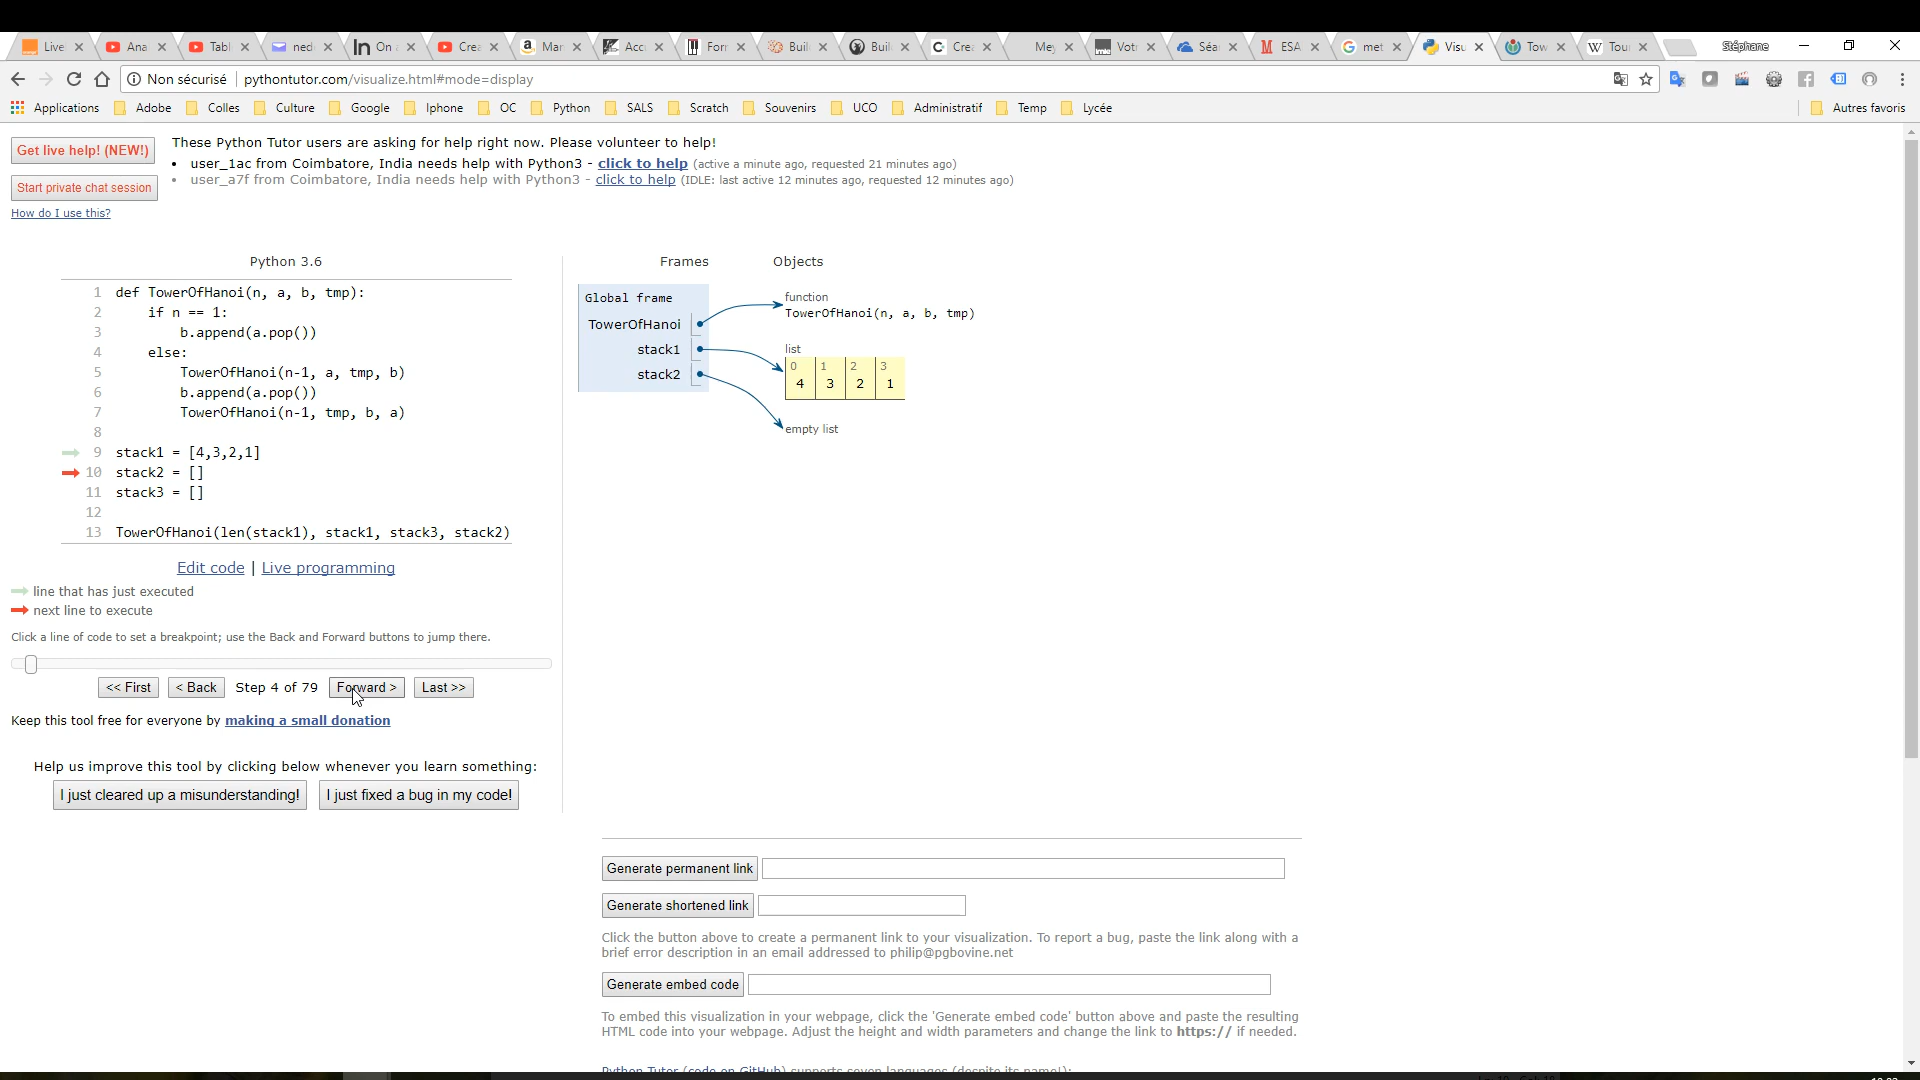 Live
Ana
Tabl
ned
On
Crea
Mar
Acc
Forr
Buil
Buil
Crea
Mey
Votr
Séan
ESA
met
Visu
Tow
Tour
Stéphane
Non sécurisé | pythontutor.com/visualize.html#mode=display
Applications Adobe Colles Culture Google Iphone OC Python SALS Scratch Souvenirs UCO Administratif Temp Lycée Autres favoris
Get live help! (NEW!)
Start private chat session
How do I use this?
These Python Tutor users are asking for help right now. Please volunteer to help!
• user_1ac from Coimbatore, India needs help with Python3 - click to help (active a minute ago, requested 21 minutes ago)
• user_a7f from Coimbatore, India needs help with Python3 - click to help (IDLE: last active 12 minutes ago, requested 12 minutes ago)
Python 3.6
1 def TowerOfHanoi(n, a, b, tmp):
2 if n == 1:
3 b.append(a.pop())
4 else:
5 TowerOfHanoi(n-1, a, tmp, b)
6 b.append(a.pop())
7 TowerOfHanoi(n-1, tmp, b, a)
8
9 stack1 = [4,3,2,1]
10 stack2 = []
11 stack3 = []
12
13 TowerOfHanoi(len(stack1), stack1, stack3, stack2)
Edit code | Live programming
line that has just executed
next line to execute
Click a line of code to set a breakpoint; use the Back and Forward buttons to jump there.
<< First < Back Step 4 of 79 Forward > Last >>
Keep this tool free for everyone by making a small donation
Help us improve this tool by clicking below whenever you learn something:
I just cleared up a misunderstanding! I just fixed a bug in my code!
Frames Objects
Global frame
TowerOfHanoi
stack1
stack2
function
TowerOfHanoi(n, a, b, tmp)
list
0 1 2 3
4 3 2 1
empty list
Generate permanent link
Generate shortened link
Click the button above to create a permanent link to your visualization. To report a bug, paste the link along with a
brief error description in an email addressed to philip@pgbovine.net
Generate embed code
To embed this visualization in your webpage, click the 'Generate embed code' button above and paste the resulting
HTML code into your webpage. Adjust the height and width parameters and change the link to https:// if needed.
Python Tutor (code on GitHub) supports seven languages (despite its name!):